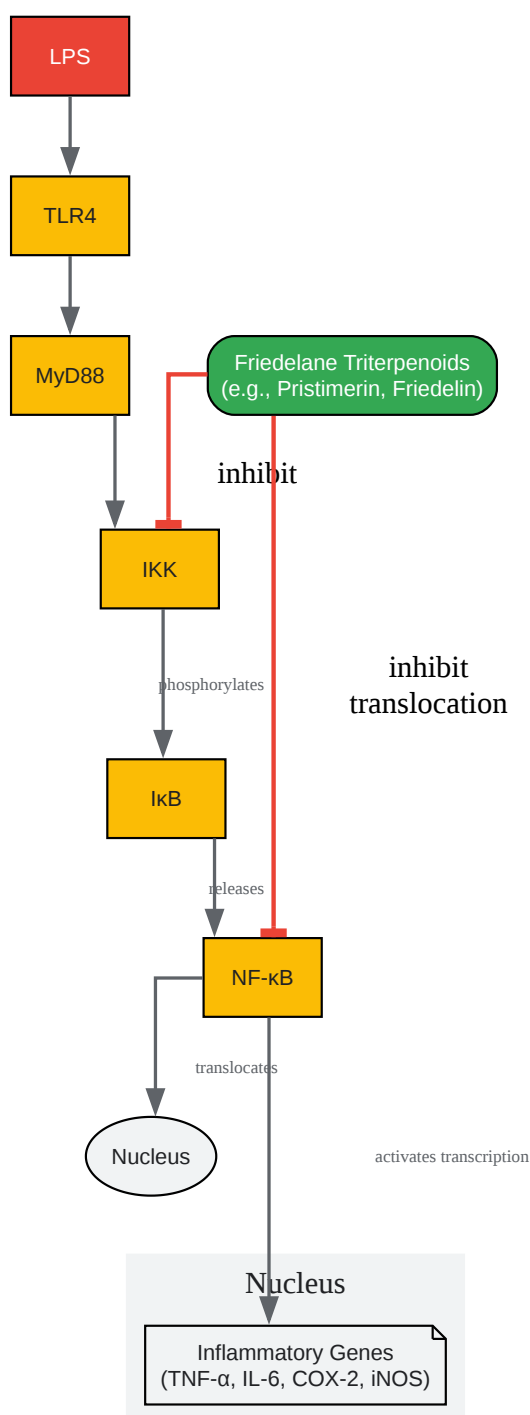 LPS
TLR4
MyD88
Friedelane Triterpenoids
(e.g., Pristimerin, Friedelin)
inhibit
IKK
inhibit
translocation
phosphorylates
IκB
releases
NF-κB
translocates
Nucleus
activates transcription
Nucleus
Inflammatory Genes
(TNF-α, IL-6, COX-2, iNOS)